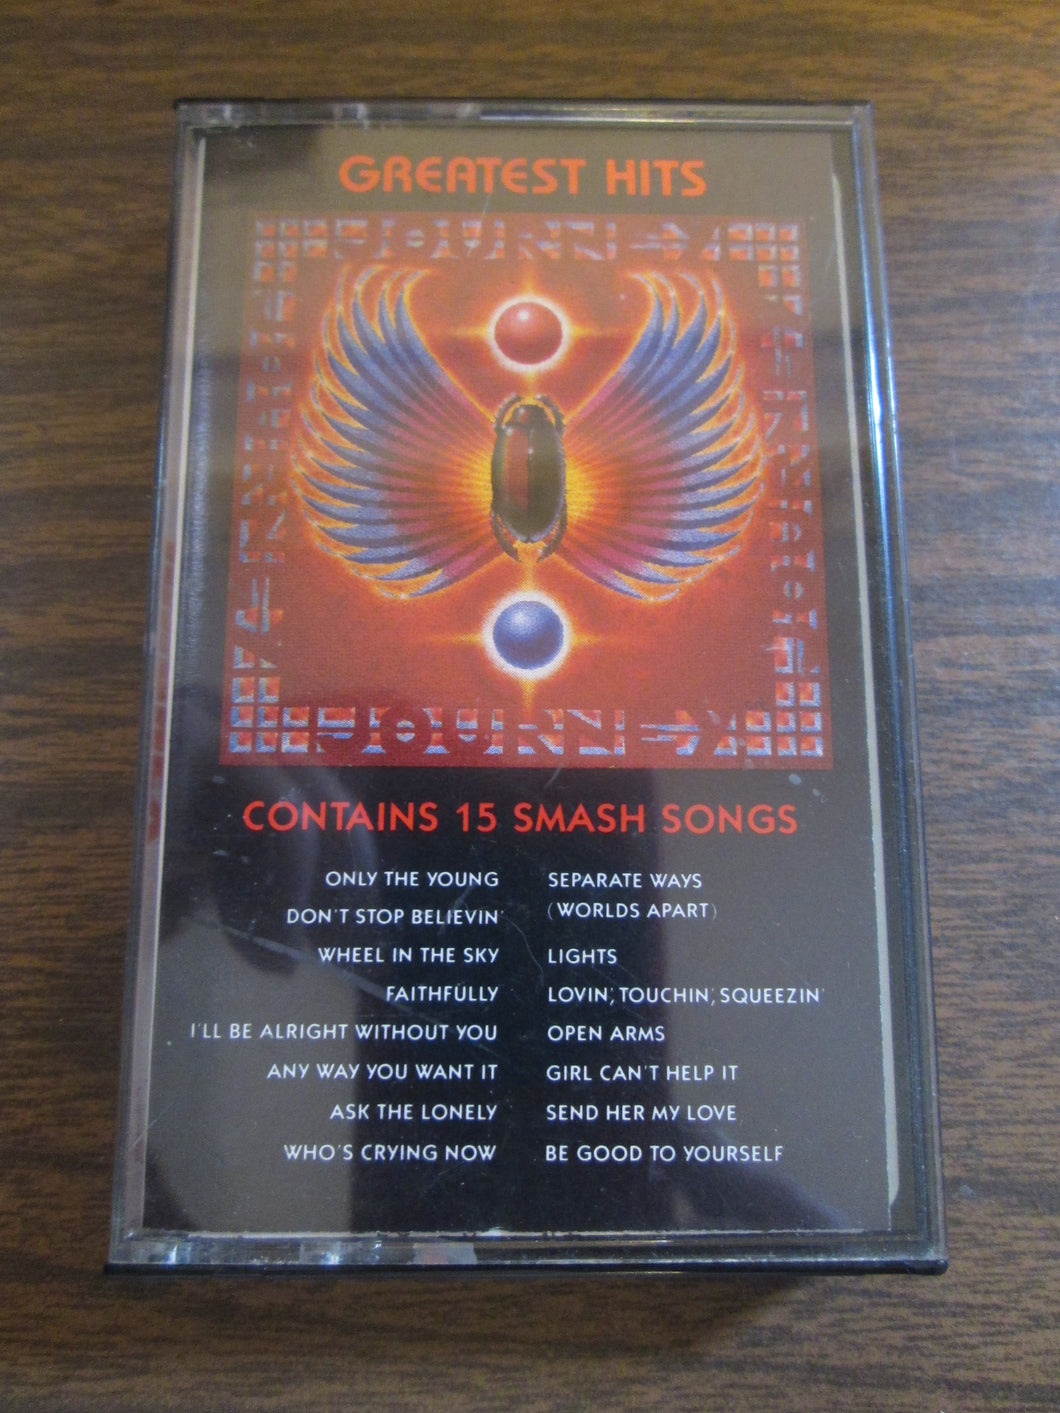 GREATEST HITS
JOURNEY
JOURNEY
CONTAINS 15 SMASH SONGS
ONLY THE YOUNG
DON'T STOP BELIEVIN'
WHEEL IN THE SKY
FAITHFULLY
I'LL BE ALRIGHT WITHOUT YOU
ANY WAY YOU WANT IT
ASK THE LONELY
WHO'S CRYING NOW
SEPARATE WAYS
(WORLDS APART)
LIGHTS
LOVIN', TOUCHIN', SQUEEZIN'
OPEN ARMS
GIRL CAN'T HELP IT
SEND HER MY LOVE
BE GOOD TO YOURSELF